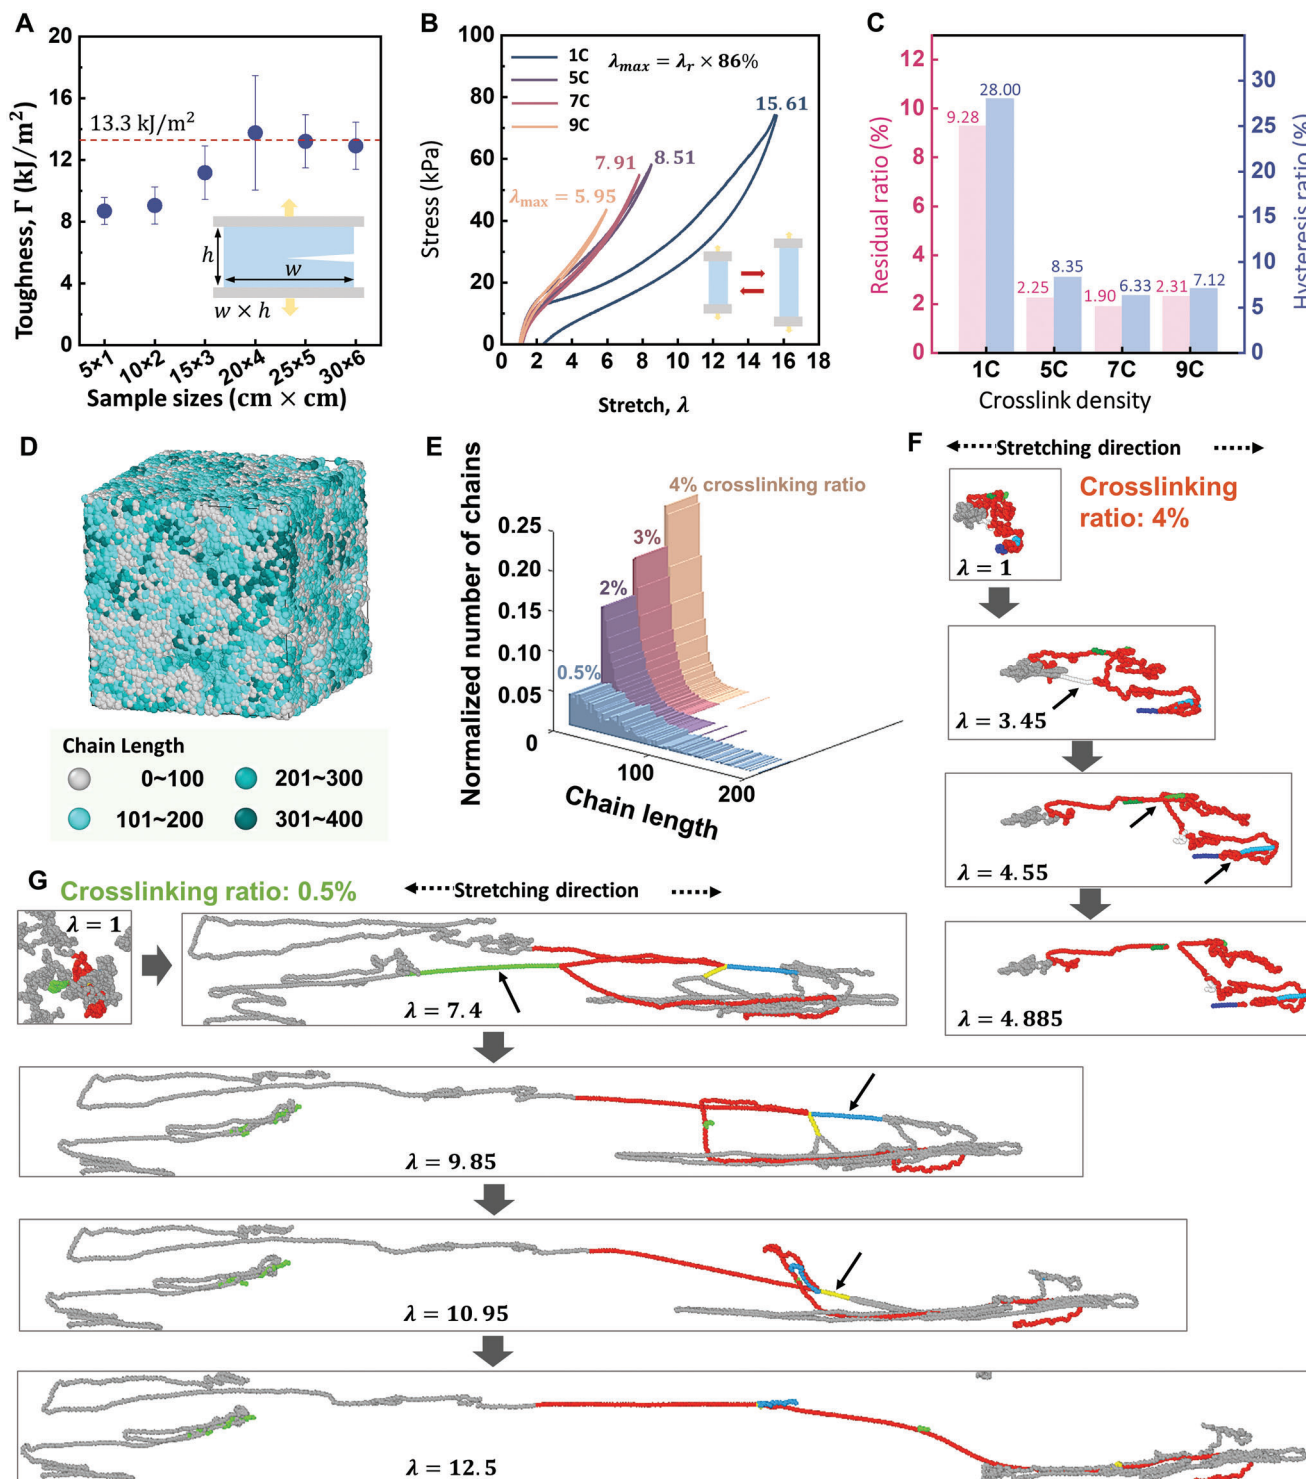 A
Toughness, Γ (kJ/m²)
20
16
12
8
4
0
13.3 kJ/m²
h
w
w × h
5×1
10×2
15×3
20×4
25×5
30×6
Sample sizes (cm × cm)
B
Stress (kPa)
100
80
60
40
20
0
1C
5C
7C
9C
λmax = λr × 86%
15.61
7.91
8.51
λmax = 5.95
0
2
4
6
8
10
12
14
16
18
Stretch, λ
C
Residual ratio (%)
12
10
8
6
4
2
0
9.28
28.00
2.25
8.35
1.90
6.33
2.31
7.12
30
25
20
15
10
5
0
Hysteresis ratio (%)
1C
5C
7C
9C
Crosslink density
D
Chain Length
0~100
201~300
101~200
301~400
E
Normalized number of chains
0.25
0.20
0.15
0.10
0.05
0
4% crosslinking ratio
3%
2%
0.5%
100
200
Chain length
F
Stretching direction
Crosslinking
ratio: 4%
λ = 1
λ = 3.45
λ = 4.55
λ = 4.885
G
Crosslinking ratio: 0.5%
Stretching direction
λ = 1
λ = 7.4
λ = 9.85
λ = 10.95
λ = 12.5